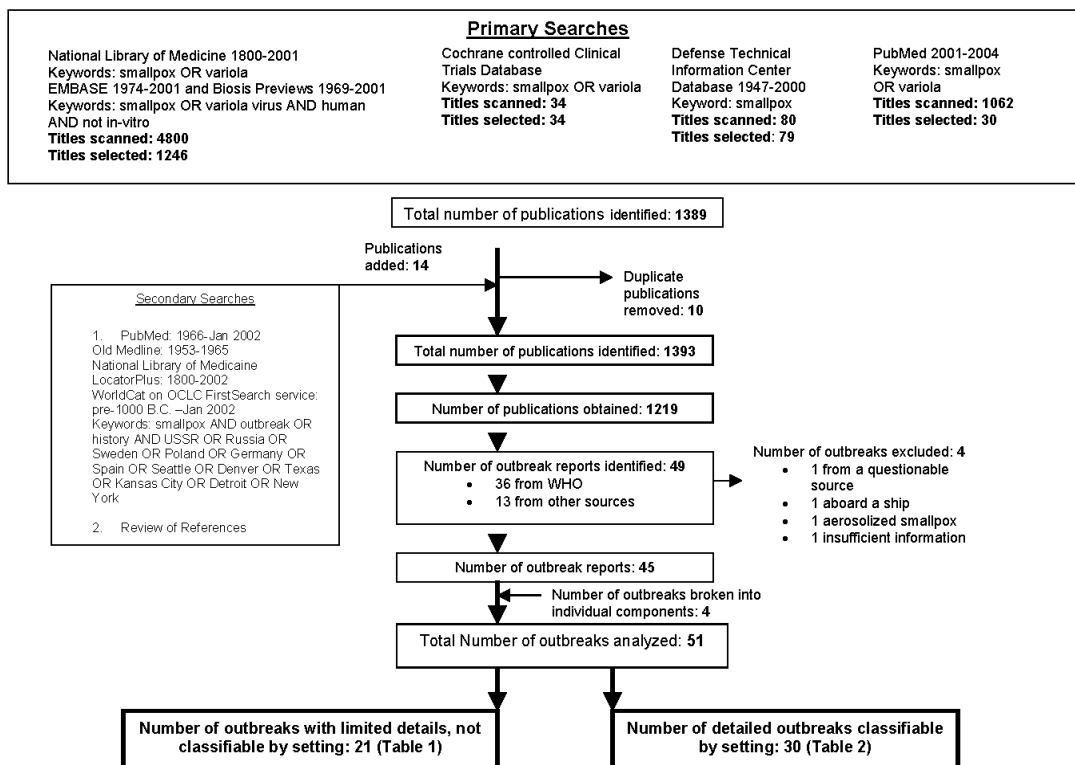 Primary Searches
National Library of Medicine 1800-2001
Keywords: smallpox OR variola
EMBASE 1974-2001 and Biosis Previews 1969-2001
Keywords: smallpox OR variola virus AND human
AND not in-vitro
Titles scanned: 4800
Titles selected: 1246
Cochrane controlled Clinical
Trials Database
Keywords: smallpox OR variola
Titles scanned: 34
Titles selected: 34
Defense Technical
Information Center
Database 1947-2000
Keyword: smallpox
Titles scanned: 80
Titles selected: 79
PubMed 2001-2004
Keywords: smallpox
OR variola
Titles scanned: 1062
Titles selected: 30
Total number of publications identified: 1389
Publications
added: 14
Duplicate
publications
removed: 10
Secondary Searches
1. PubMed: 1966-Jan 2002
Old Medline: 1953-1965
National Library of Medicaine
LocatorPlus: 1800-2002
WorldCat on OCLC FirstSearch service:
pre-1000 B.C. –Jan 2002
Keywords: smallpox AND outbreak OR
history AND USSR OR Russia OR
Sweden OR Poland OR Germany OR
Spain OR Seattle OR Denver OR Texas
OR Kansas City OR Detroit OR New
York
2. Review of References
Total number of publications identified: 1393
Number of publications obtained: 1219
Number of outbreak reports identified: 49
• 36 from WHO
• 13 from other sources
Number of outbreaks excluded: 4
• 1 from a questionable
source
• 1 aboard a ship
• 1 aerosolized smallpox
• 1 insufficient information
Number of outbreak reports: 45
Number of outbreaks broken into
individual components: 4
Total Number of outbreaks analyzed: 51
Number of outbreaks with limited details, not
classifiable by setting: 21 (Table 1)
Number of detailed outbreaks classifiable
by setting: 30 (Table 2)